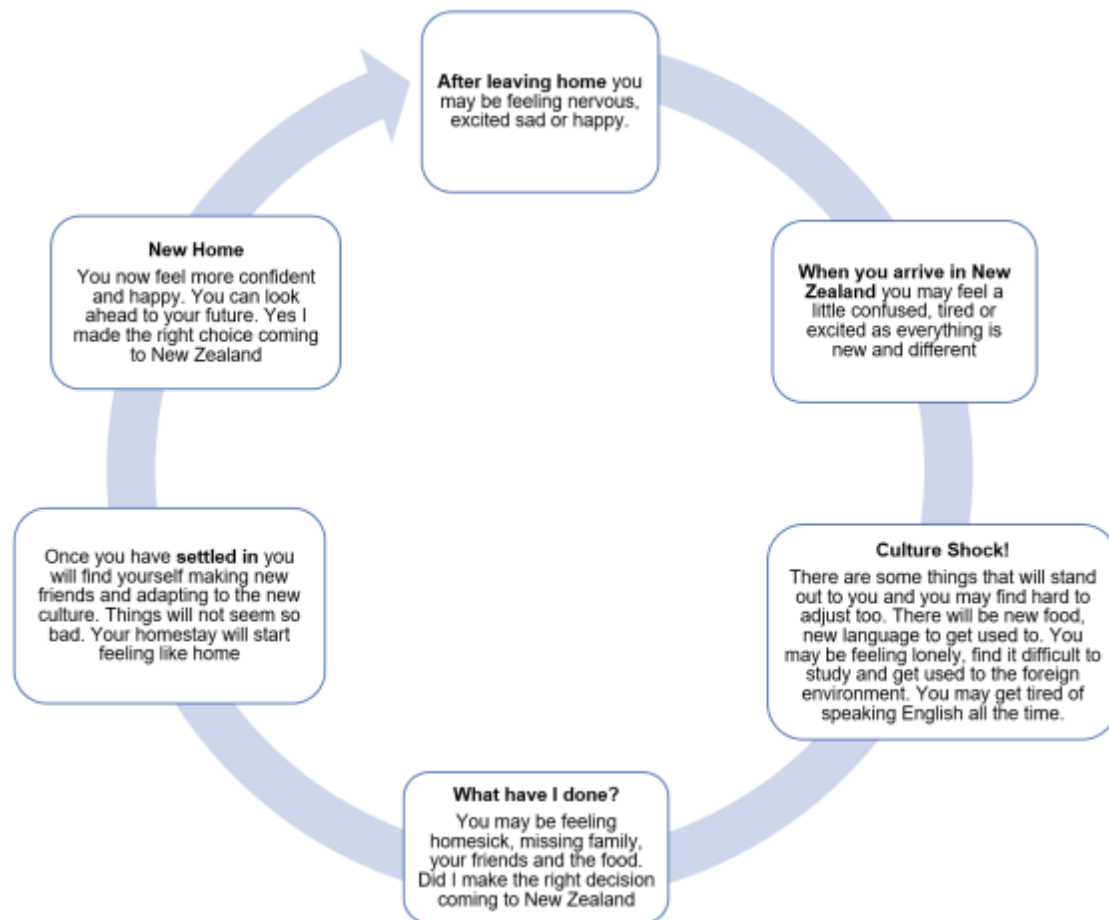 After leaving home you
may be feeling nervous,
excited sad or happy.
When you arrive in New
Zealand you may feel a
little confused, tired or
excited as everything is
new and different
Culture Shock!
There are some things that will stand
out to you and you may find hard to
adjust too. There will be new food,
new language to get used to. You
may be feeling lonely, find it difficult to
study and get used to the foreign
environment. You may get tired of
speaking English all the time.
What have I done?
You may be feeling
homesick, missing family,
your friends and the food.
Did I make the right decision
coming to New Zealand
Once you have settled in you
will find yourself making new
friends and adapting to the new
culture. Things will not seem so
bad. Your homestay will start
feeling like home
New Home
You now feel more confident
and happy. You can look
ahead to your future. Yes I
made the right choice coming
to New Zealand